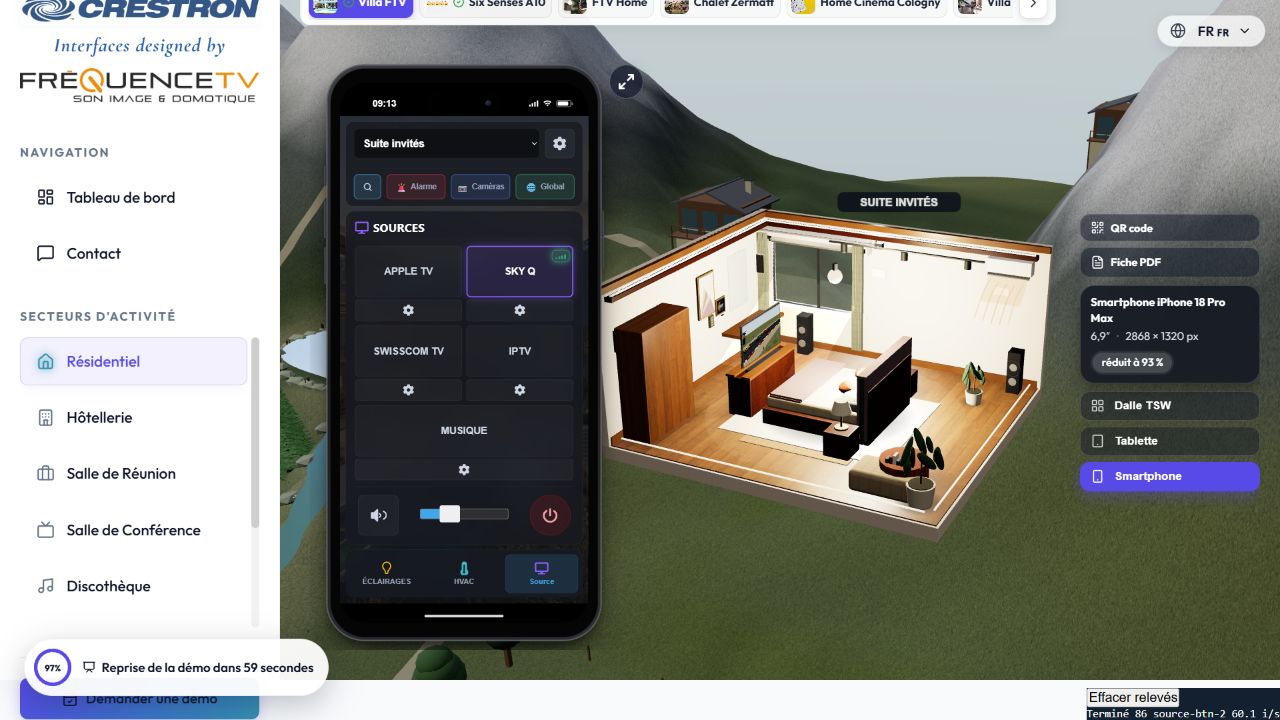 CRESTRON
Interfaces designed by
FRÉQUENCETV
SON IMAGE & DOMOTIQUE
NAVIGATION
Tableau de bord
Contact
SECTEURS D'ACTIVITÉ
Résidentiel
Hôtellerie
Salle de Réunion
Salle de Conférence
Discothèque
97%
Reprise de la démo dans 59 secondes
Demander une démo
Villa FTV
Six Senses A10
FTV Home
Chalet Zermatt
Home Cinema Cologny
Villa
FR FR
09:13
Suite invités
Alarme
Caméras
Global
SOURCES
APPLE TV
SKY Q
SWISSCOM TV
IPTV
MUSIQUE
ÉCLAIRAGES
HVAC
Source
SUITE INVITÉS
QR code
Fiche PDF
Smartphone iPhone 18 Pro
Max
6,9" · 2868 × 1320 px
réduit à 93 %
Dalle TSW
Tablette
Smartphone
Effacer relevés
Terminé 86 source-btn-2 60.1 i/s